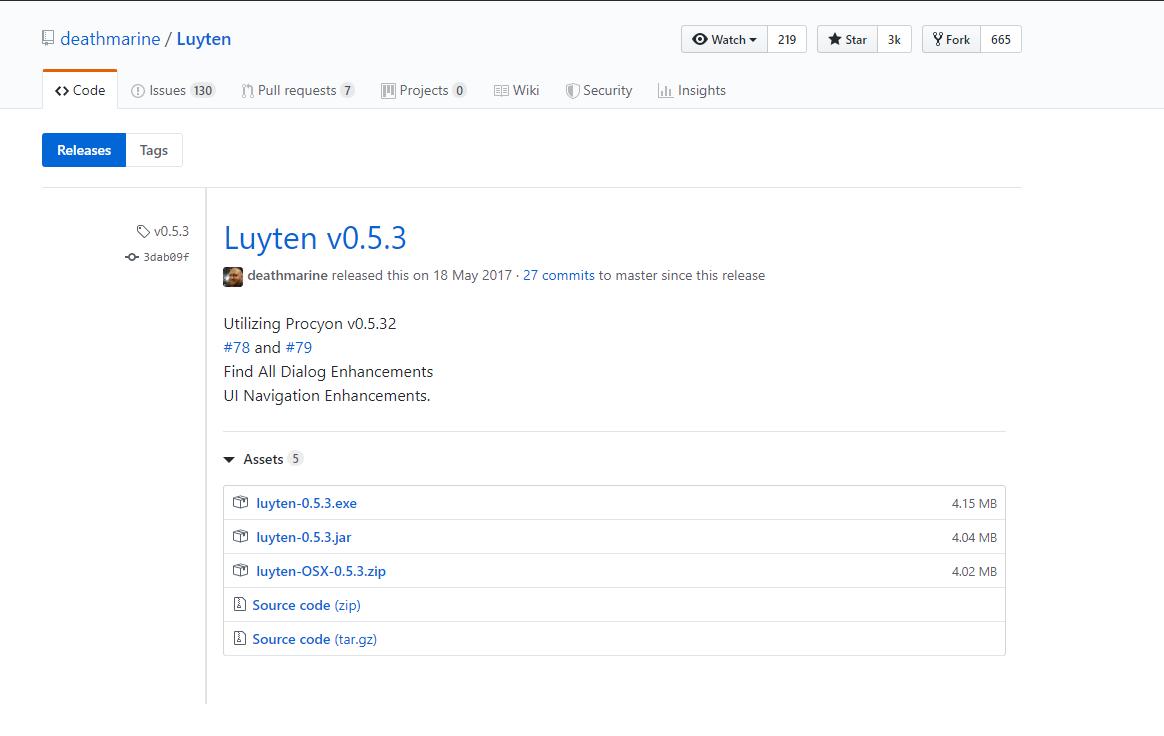 deathmarine / Luyten
Watch 219 Star 3k Fork 665
Code Issues 130 Pull requests 7 Projects 0 Wiki Security Insights
Releases Tags
v0.5.3
3dab09f
Luyten v0.5.3
deathmarine released this on 18 May 2017 · 27 commits to master since this release
Utilizing Procyon v0.5.32
#78 and #79
Find All Dialog Enhancements
UI Navigation Enhancements.
Assets 5
luyten-0.5.3.exe 4.15 MB
luyten-0.5.3.jar 4.04 MB
luyten-OSX-0.5.3.zip 4.02 MB
Source code (zip)
Source code (tar.gz)